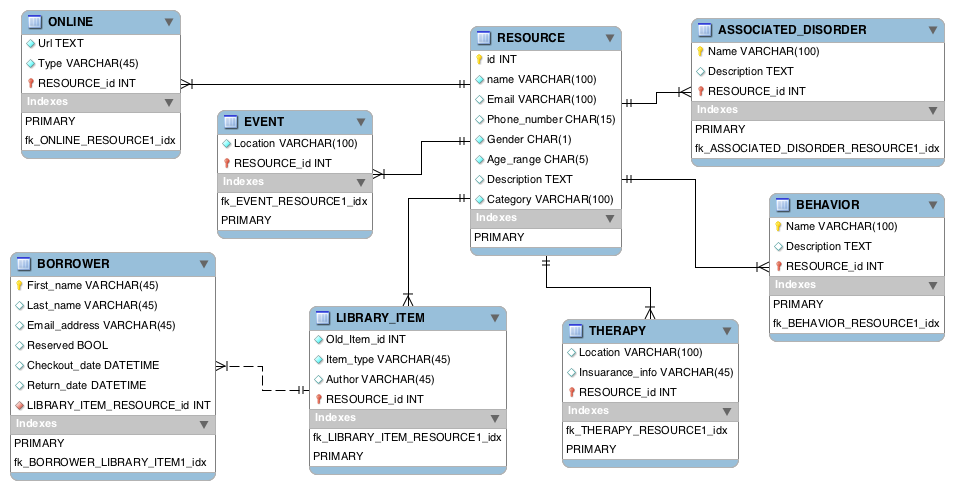 ONLINE
Url TEXT
Type VARCHAR(45)
RESOURCE_id INT
Indexes
PRIMARY
fk_ONLINE_RESOURCE1_idx
EVENT
Location VARCHAR(100)
RESOURCE_id INT
Indexes
fk_EVENT_RESOURCE1_idx
PRIMARY
RESOURCE
id INT
name VARCHAR(100)
Email VARCHAR(100)
Phone_number CHAR(15)
Gender CHAR(1)
Age_range CHAR(5)
Description TEXT
Category VARCHAR(100)
Indexes
PRIMARY
ASSOCIATED_DISORDER
Name VARCHAR(100)
Description TEXT
RESOURCE_id INT
Indexes
PRIMARY
fk_ASSOCIATED_DISORDER_RESOURCE1_idx
BEHAVIOR
Name VARCHAR(100)
Description TEXT
RESOURCE_id INT
Indexes
PRIMARY
fk_BEHAVIOR_RESOURCE1_idx
BORROWER
First_name VARCHAR(45)
Last_name VARCHAR(45)
Email_address VARCHAR(45)
Reserved BOOL
Checkout_date DATETIME
Return_date DATETIME
LIBRARY_ITEM_RESOURCE_id INT
Indexes
PRIMARY
fk_BORROWER_LIBRARY_ITEM1_idx
LIBRARY_ITEM
Old_Item_id INT
Item_type VARCHAR(45)
Author VARCHAR(45)
RESOURCE_id INT
Indexes
fk_LIBRARY_ITEM_RESOURCE1_idx
PRIMARY
THERAPY
Location VARCHAR(100)
Insuarance_info VARCHAR(45)
RESOURCE_id INT
Indexes
fk_THERAPY_RESOURCE1_idx
PRIMARY